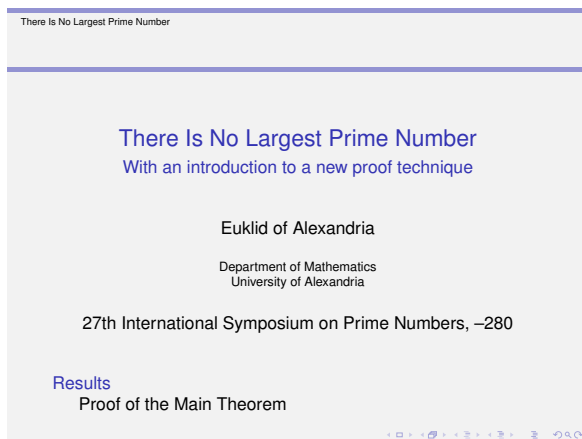 There Is No Largest Prime Number
There Is No Largest Prime Number
With an introduction to a new proof technique
Euklid of Alexandria
Department of Mathematics
University of Alexandria
27th International Symposium on Prime Numbers, –280
Results
Proof of the Main Theorem